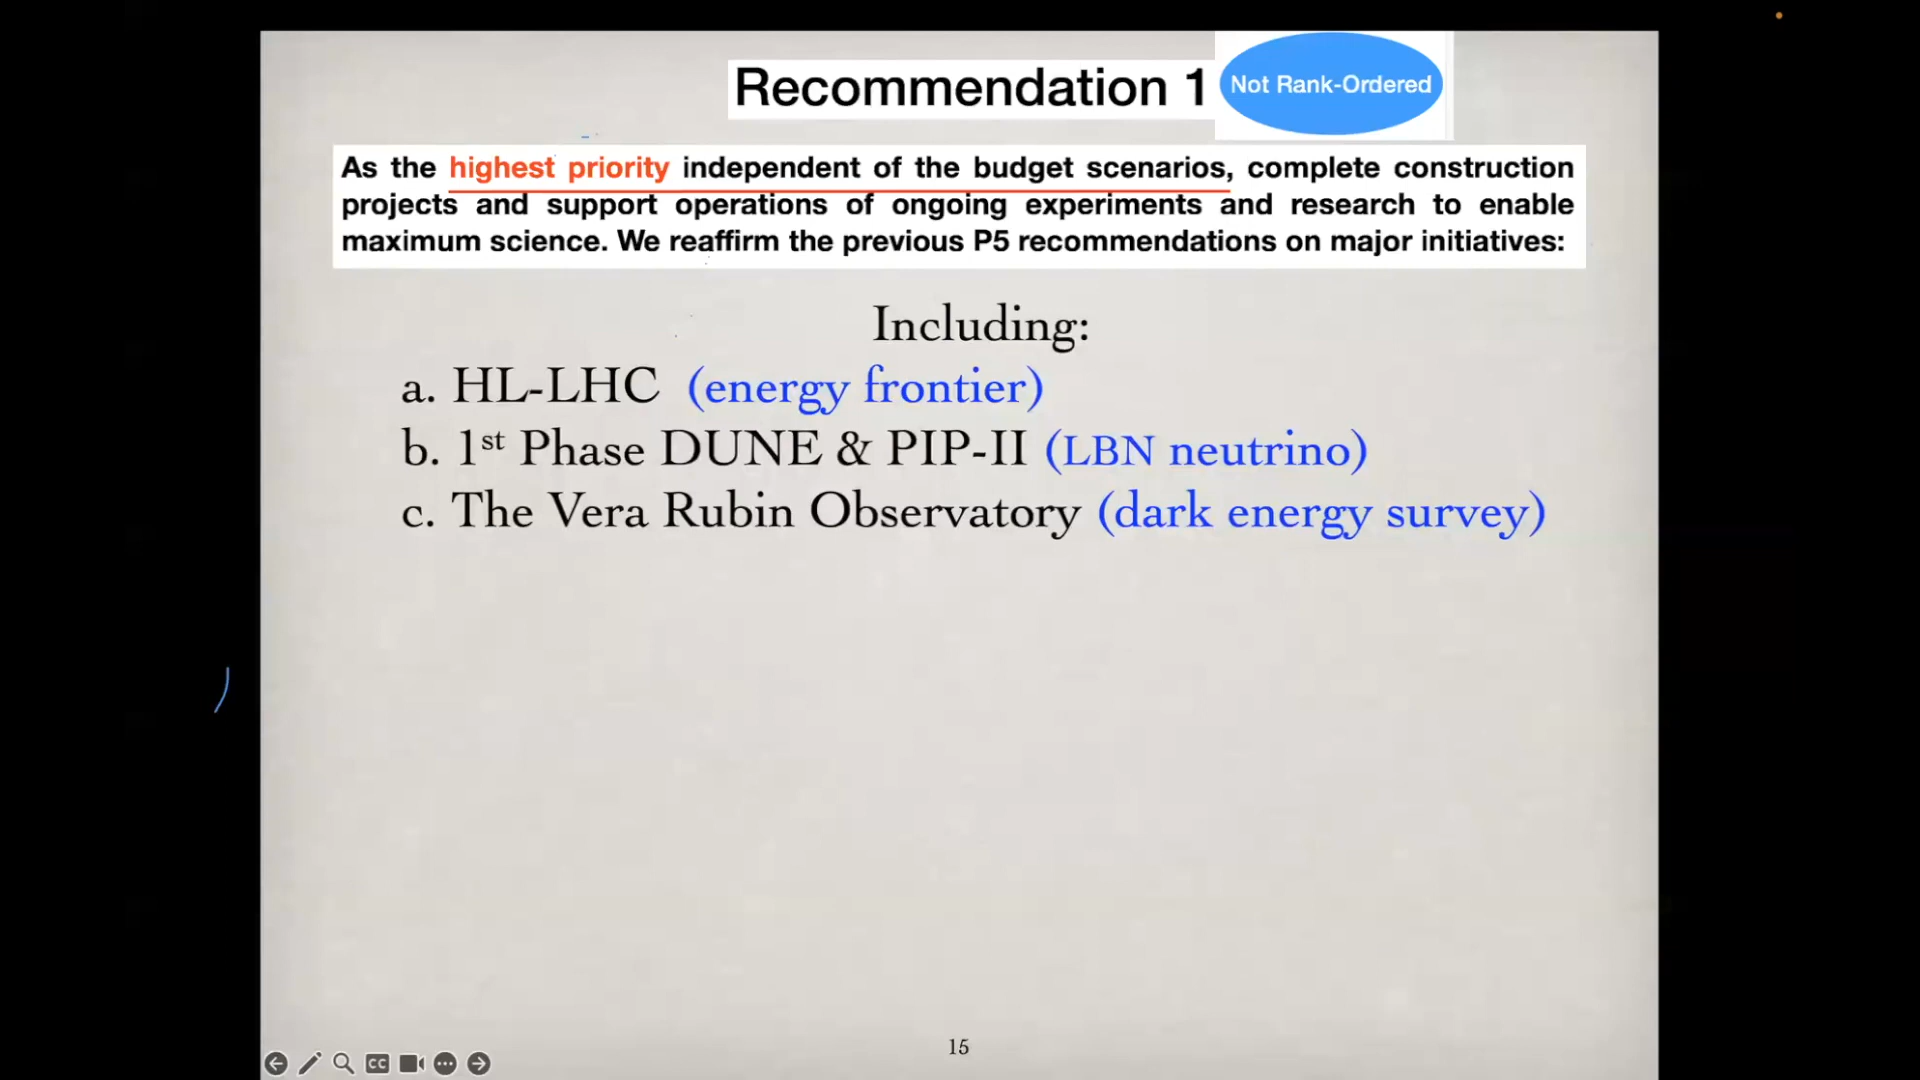 Recommendation 1
Not Rank-Ordered
As the highest priority independent of the budget scenarios, complete construction
projects and support operations of ongoing experiments and research to enable
maximum science. We reaffirm the previous P5 recommendations on major initiatives:
Including:
a. HL-LHC (energy frontier)
b. 1st Phase DUNE & PIP-II (LBN neutrino)
c. The Vera Rubin Observatory (dark energy survey)
15
CC